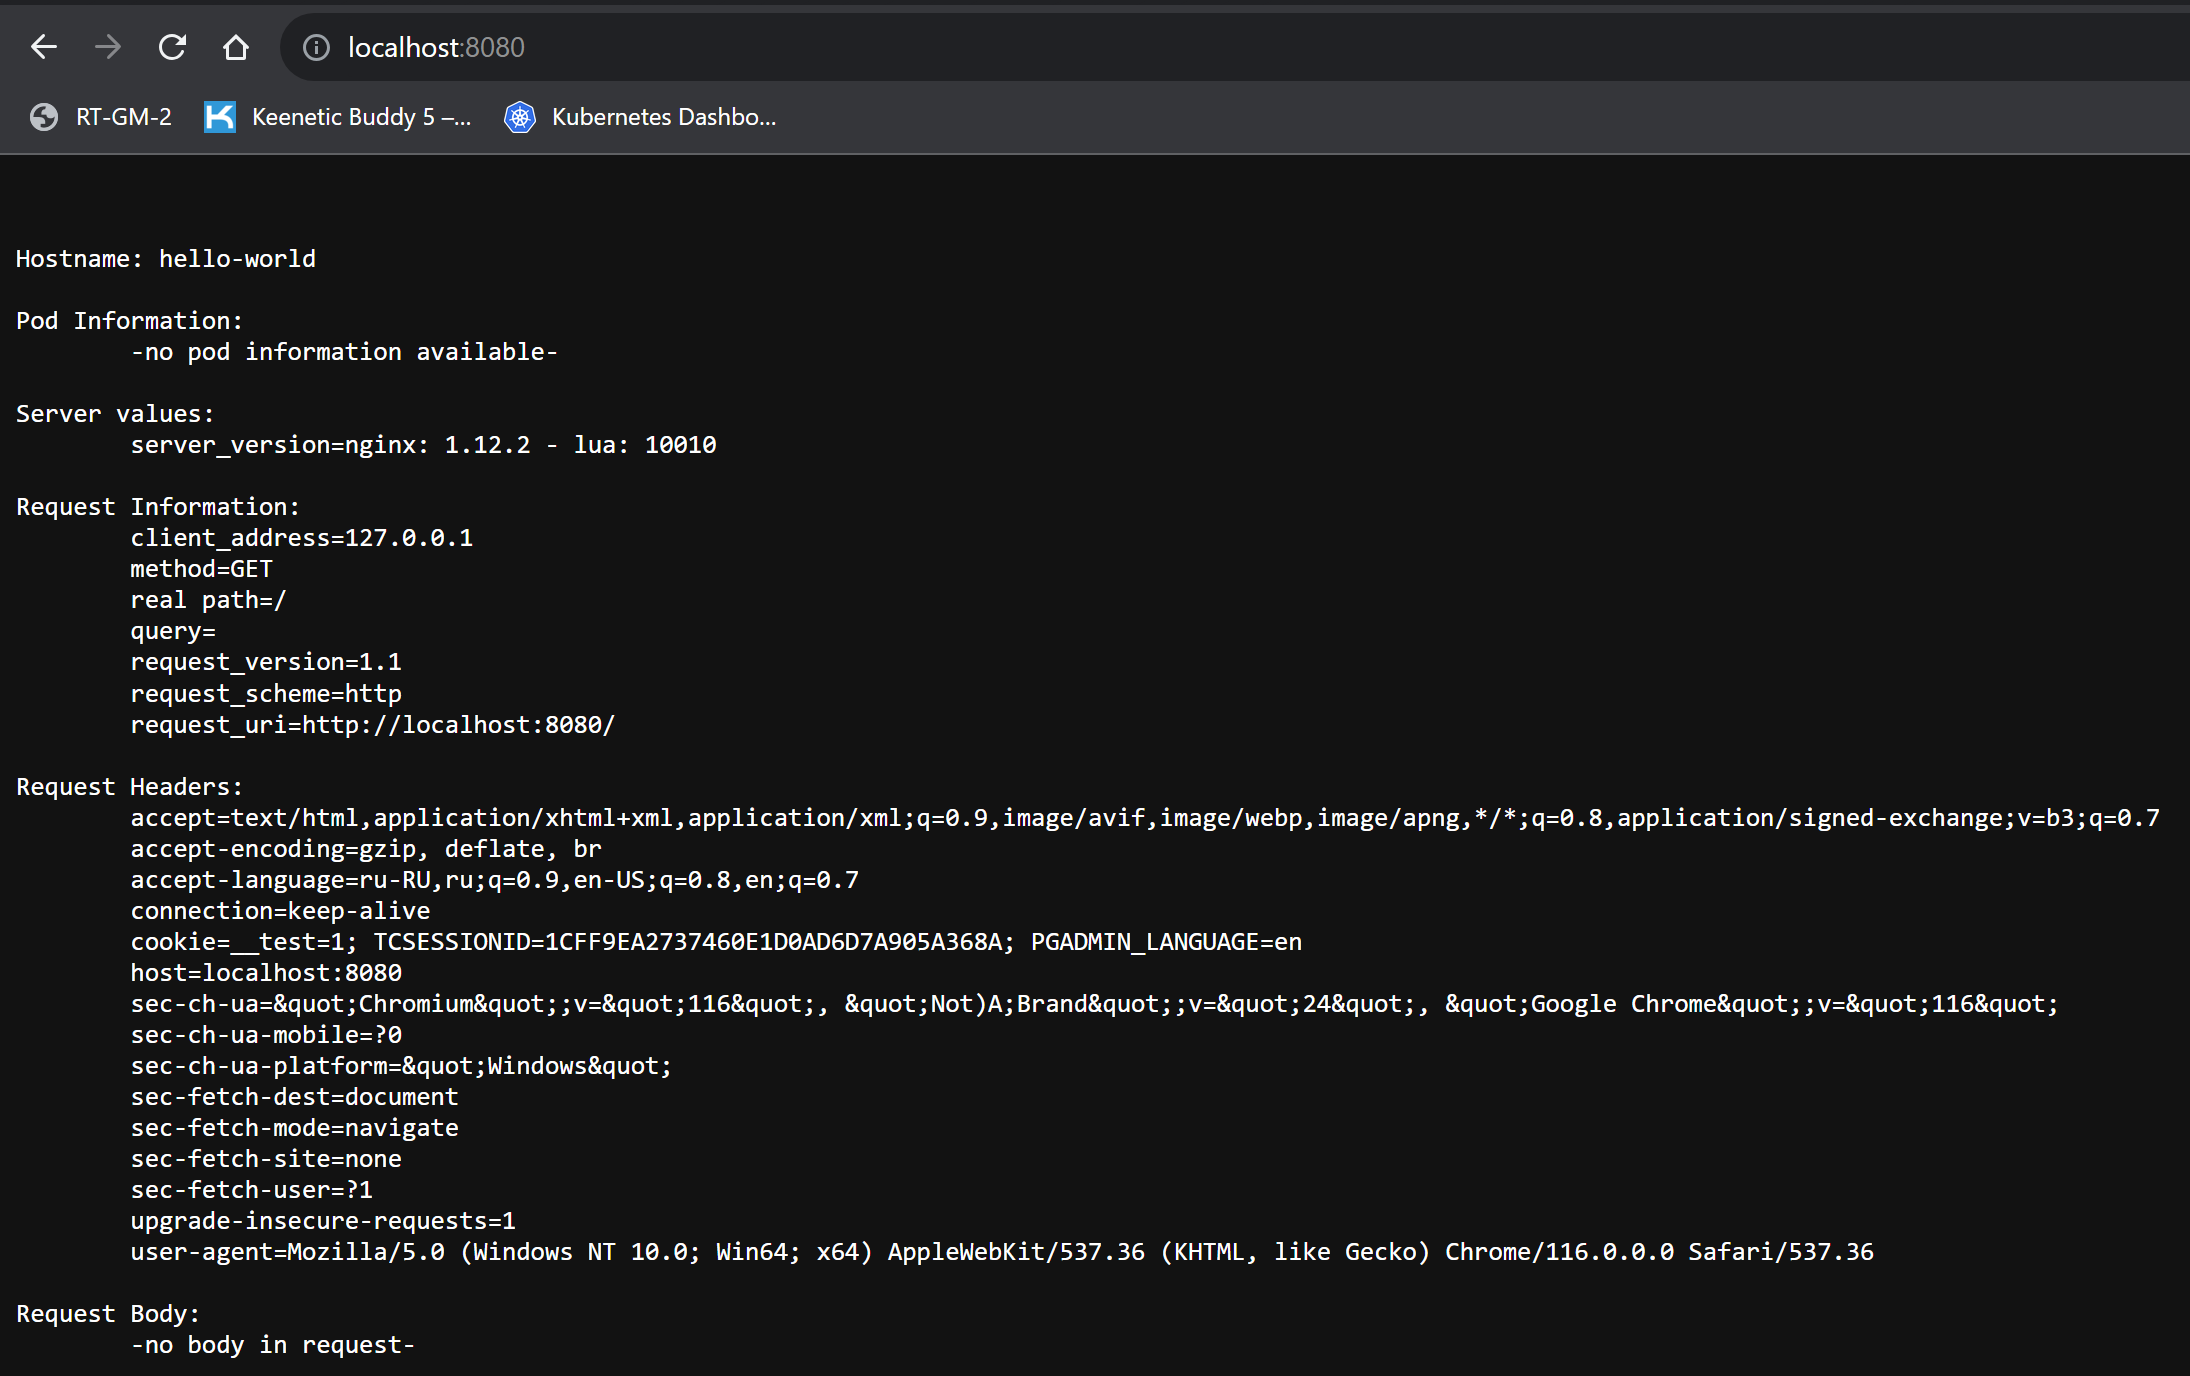 localhost:8080
RT-GM-2 Keenetic Buddy 5 –... Kubernetes Dashbo...
Hostname: hello-world
Pod Information:
-no pod information available-
Server values:
server_version=nginx: 1.12.2 - lua: 10010
Request Information:
client_address=127.0.0.1
method=GET
real path=/
query=
request_version=1.1
request_scheme=http
request_uri=http://localhost:8080/
Request Headers:
accept=text/html,application/xhtml+xml,application/xml;q=0.9,image/avif,image/webp,image/apng,*/*;q=0.8,application/signed-exchange;v=b3;q=0.7
accept-encoding=gzip, deflate, br
accept-language=ru-RU,ru;q=0.9,en-US;q=0.8,en;q=0.7
connection=keep-alive
cookie=__test=1; TCSESSIONID=1CFF9EA2737460E1D0AD6D7A905A368A; PGADMIN_LANGUAGE=en
host=localhost:8080
sec-ch-ua=&quot;Chromium&quot;;v=&quot;116&quot;, &quot;Not)A;Brand&quot;;v=&quot;24&quot;, &quot;Google Chrome&quot;;v=&quot;116&quot;
sec-ch-ua-mobile=?0
sec-ch-ua-platform=&quot;Windows&quot;
sec-fetch-dest=document
sec-fetch-mode=navigate
sec-fetch-site=none
sec-fetch-user=?1
upgrade-insecure-requests=1
user-agent=Mozilla/5.0 (Windows NT 10.0; Win64; x64) AppleWebKit/537.36 (KHTML, like Gecko) Chrome/116.0.0.0 Safari/537.36
Request Body:
-no body in request-